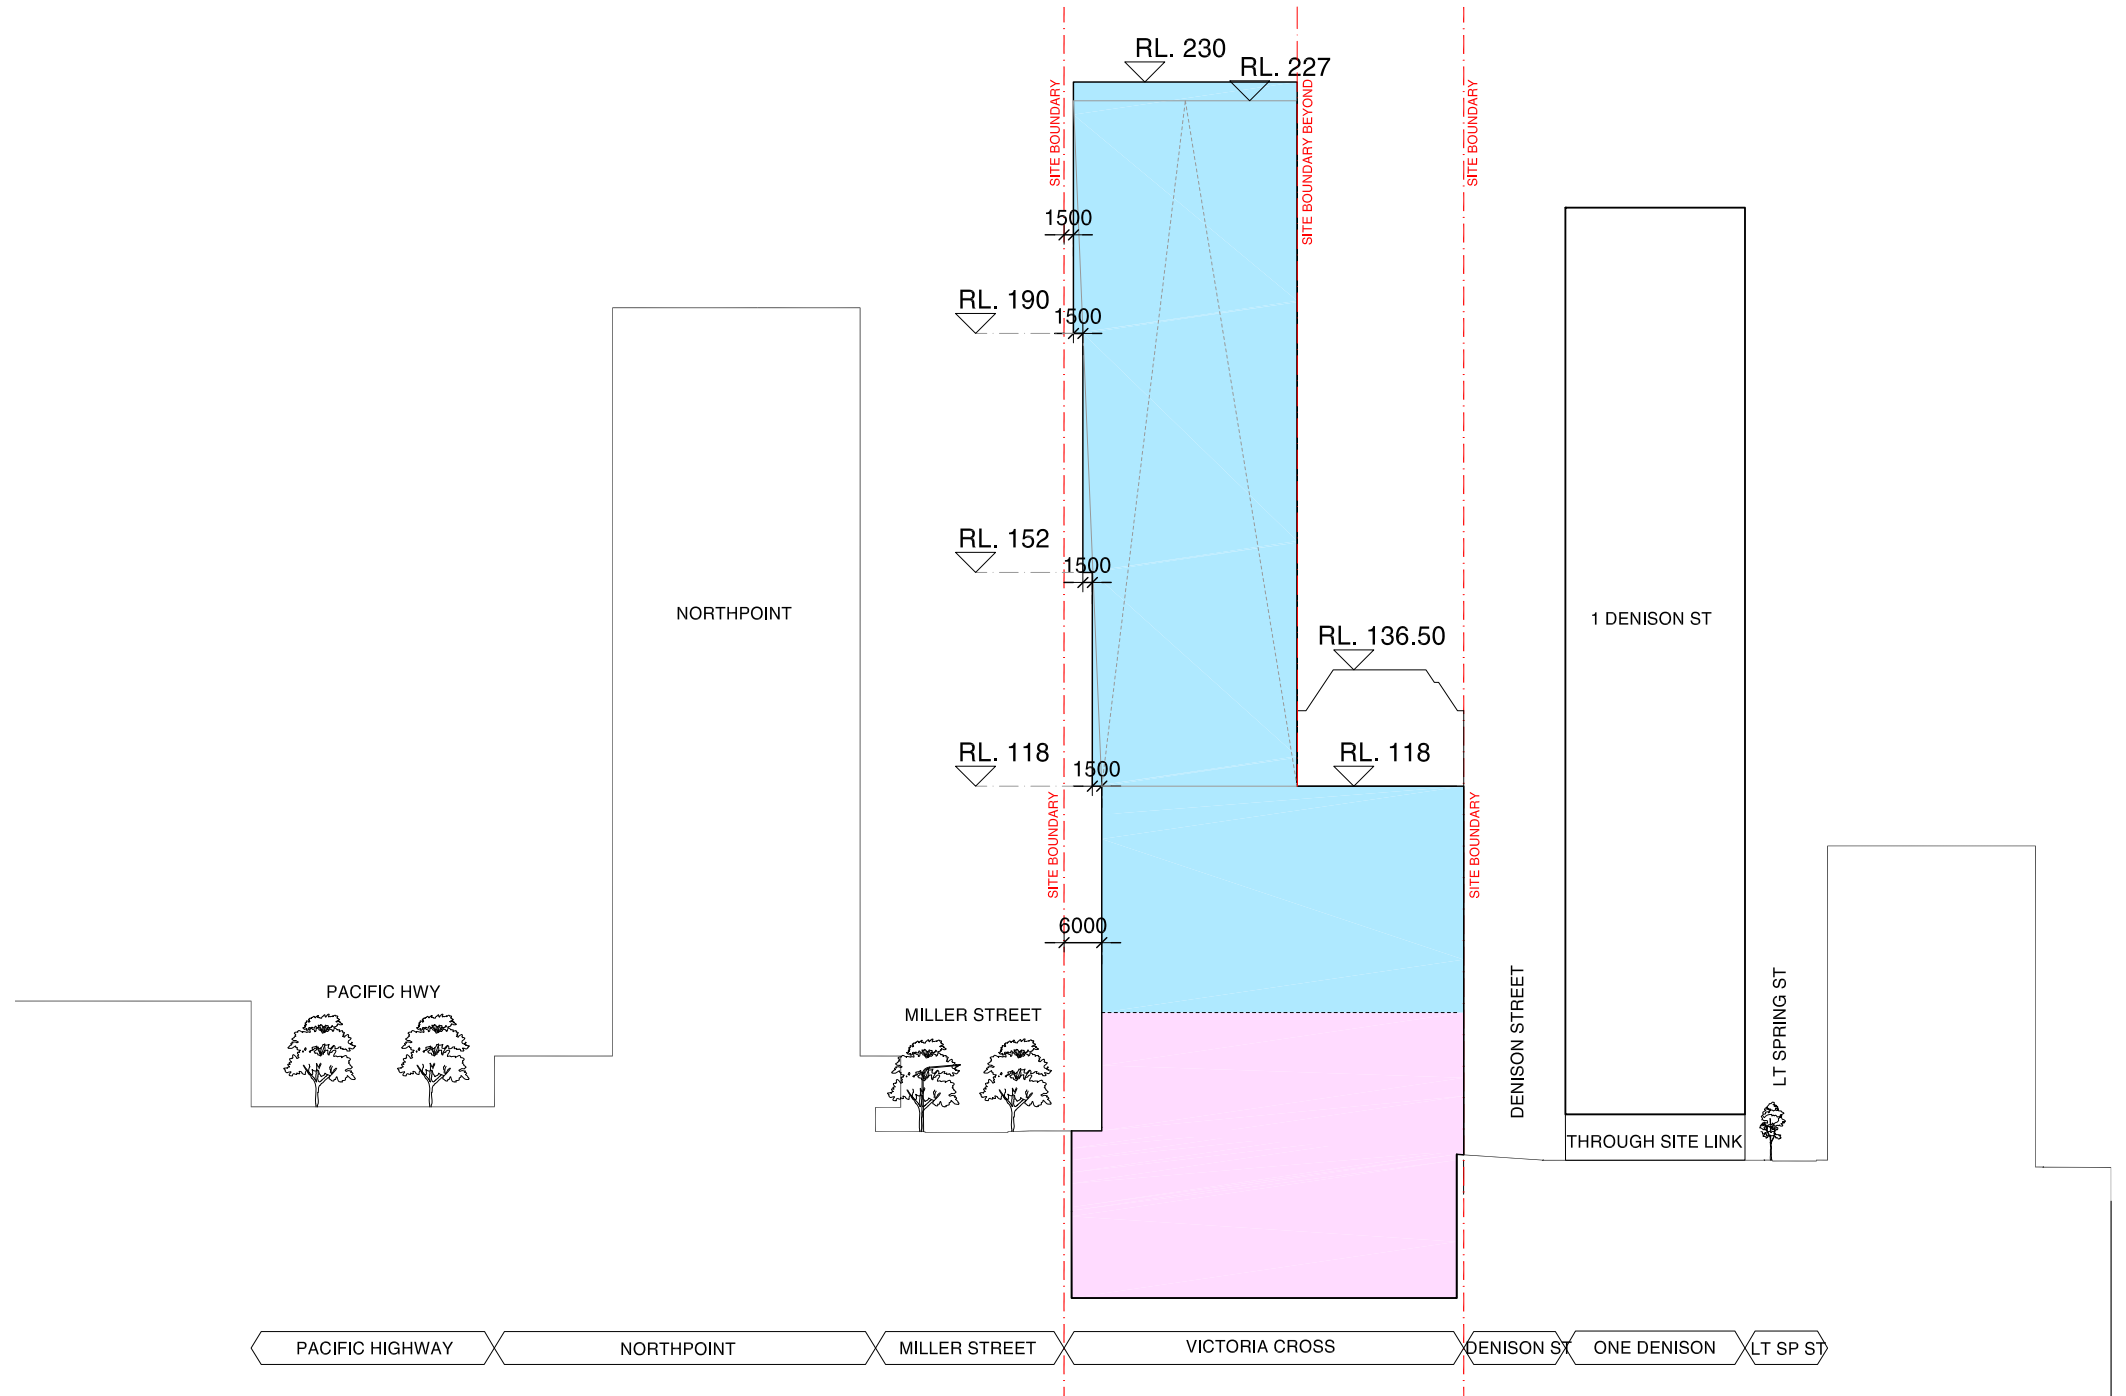 RL. 230
RL. 227
SITE BOUNDARY
SITE BOUNDARY BEYOND
SITE BOUNDARY
1500
RL. 190
1500
RL. 152
1500
NORTHPOINT
1 DENISON ST
RL. 136.50
RL. 118
1500
RL. 118
SITE BOUNDARY
SITE BOUNDARY
6000
PACIFIC HWY
MILLER STREET
DENISON STREET
LT SPRING ST
THROUGH SITE LINK
PACIFIC HIGHWAY
NORTHPOINT
MILLER STREET
VICTORIA CROSS
DENISON ST
ONE DENISON
LT SP ST